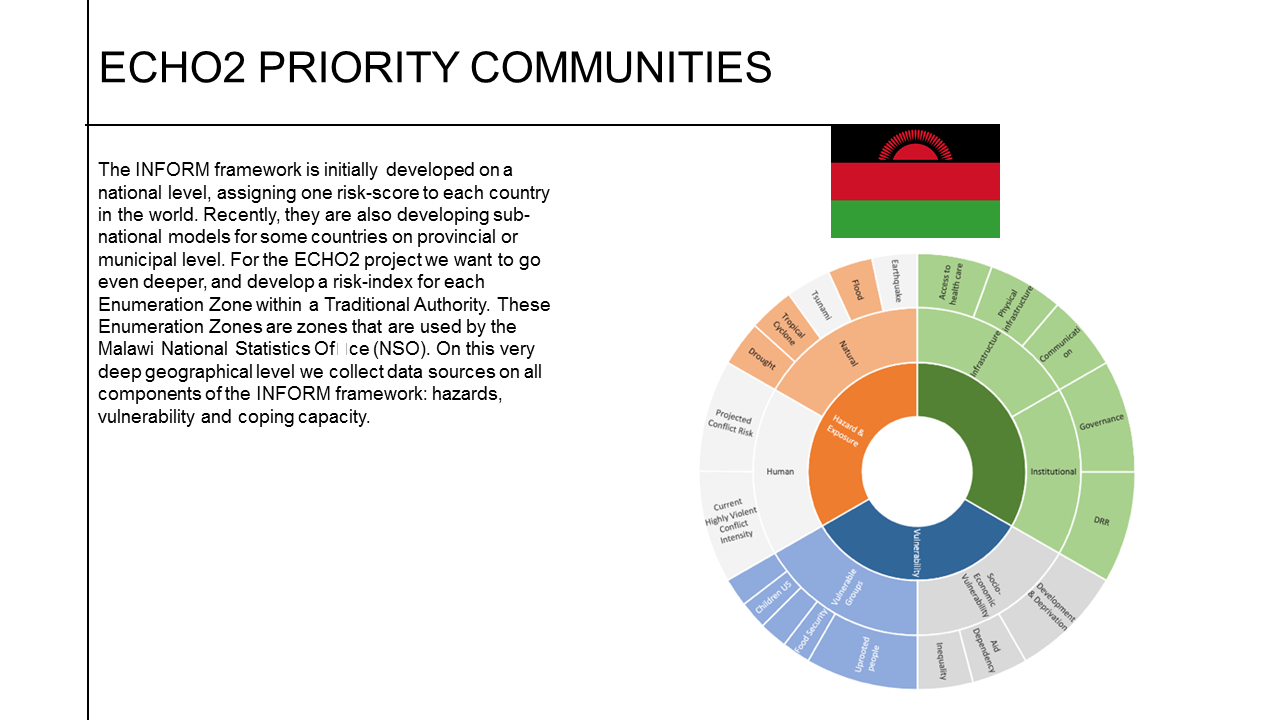 ECHO2 PRIORITY COMMUNITIES
The INFORM framework is initially developed on a
national level, assigning one risk-score to each country
in the world. Recently, they are also developing sub-
national models for some countries on provincial or
municipal level. For the ECHO2 project we want to go
even deeper, and develop a risk-index for each
Enumeration Zone within a Traditional Authority. These
Enumeration Zones are zones that are used by the
Malawi National Statistics Of ce (NSO). On this very
deep geographical level we collect data sources on all
components of the INFORM framework: hazards,
vulnerability and coping capacity.
Hazard &
Exposure
Vulnerability
Natural
Human
Infrastructure
Institutional
Vulnerable
Groups
Socio-
Economic
Vulnerability
Drought
Tropical
Cyclone
Tsunami
Flood
Earthquake
Access to
health care
Physical
infrastructure
Communicati
on
Governance
DRR
Development
& Deprivation
Aid
Dependency
Inequality
Uprooted
people
Food Security
Children U5
Current
Highly Violent
Conflict
Intensity
Projected
Conflict Risk